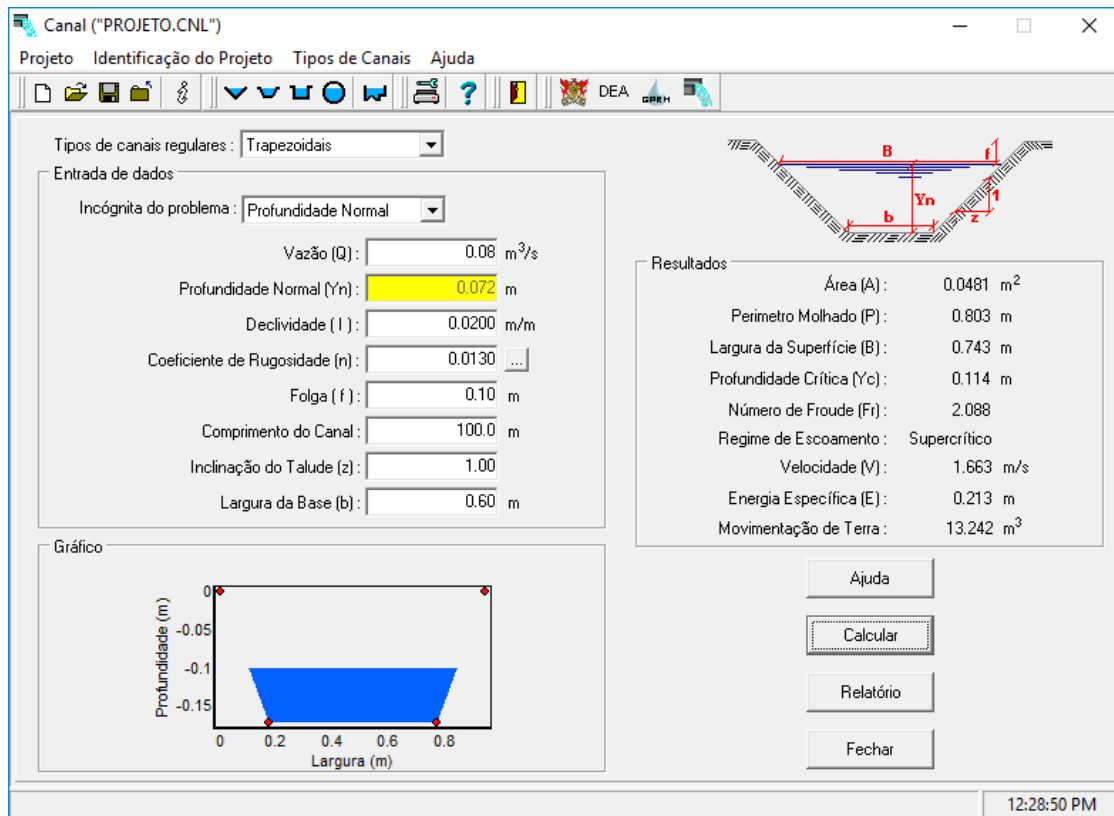 Canal ("PROJETO.CNL")
Projeto Identificação do Projeto Tipos de Canais Ajuda
DEA GPRH
Tipos de canais regulares : Trapezoidais
Entrada de dados
Incógnita do problema : Profundidade Normal
Vazão (Q) : 0.08 m³/s
Profundidade Normal (Yn) : 0.072 m
Declividade ( I ) : 0.0200 m/m
Coeficiente de Rugosidade (n) : 0.0130 ...
Folga ( f ) : 0.10 m
Comprimento do Canal : 100.0 m
Inclinação do Talude (z) : 1.00
Largura da Base (b) : 0.60 m
B f
Yn 1
b z
Resultados
Área (A) : 0.0481 m²
Perimetro Molhado (P) : 0.803 m
Largura da Superfície (B) : 0.743 m
Profundidade Crítica (Yc) : 0.114 m
Número de Froude (Fr) : 2.088
Regime de Escoamento : Supercrítico
Velocidade (V) : 1.663 m/s
Energia Específica (E) : 0.213 m
Movimentação de Terra : 13.242 m³
Gráfico
Profundidade (m)
0
-0.05
-0.1
-0.15
0 0.2 0.4 0.6 0.8
Largura (m)
Ajuda
Calcular
Relatório
Fechar
12:28:50 PM